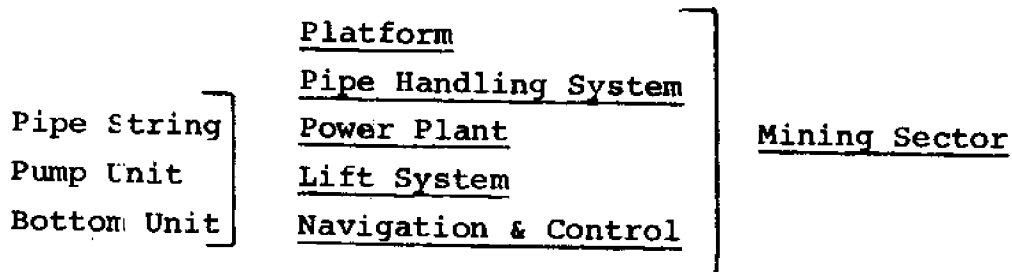 Platform
Pipe Handling System
Pipe String
Power Plant
Mining Sector
Pump Unit
Lift System
Bottom Unit
Navigation & Control